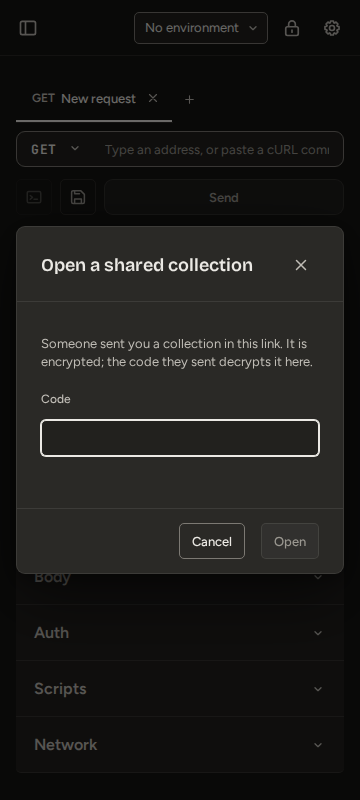 No environment
GET New request
GET Type an address, or paste a cURL com
Send
Open a shared collection
Someone sent you a collection in this link. It is
encrypted; the code they sent decrypts it here.
Code
Cancel Open
Body
Auth
Scripts
Network